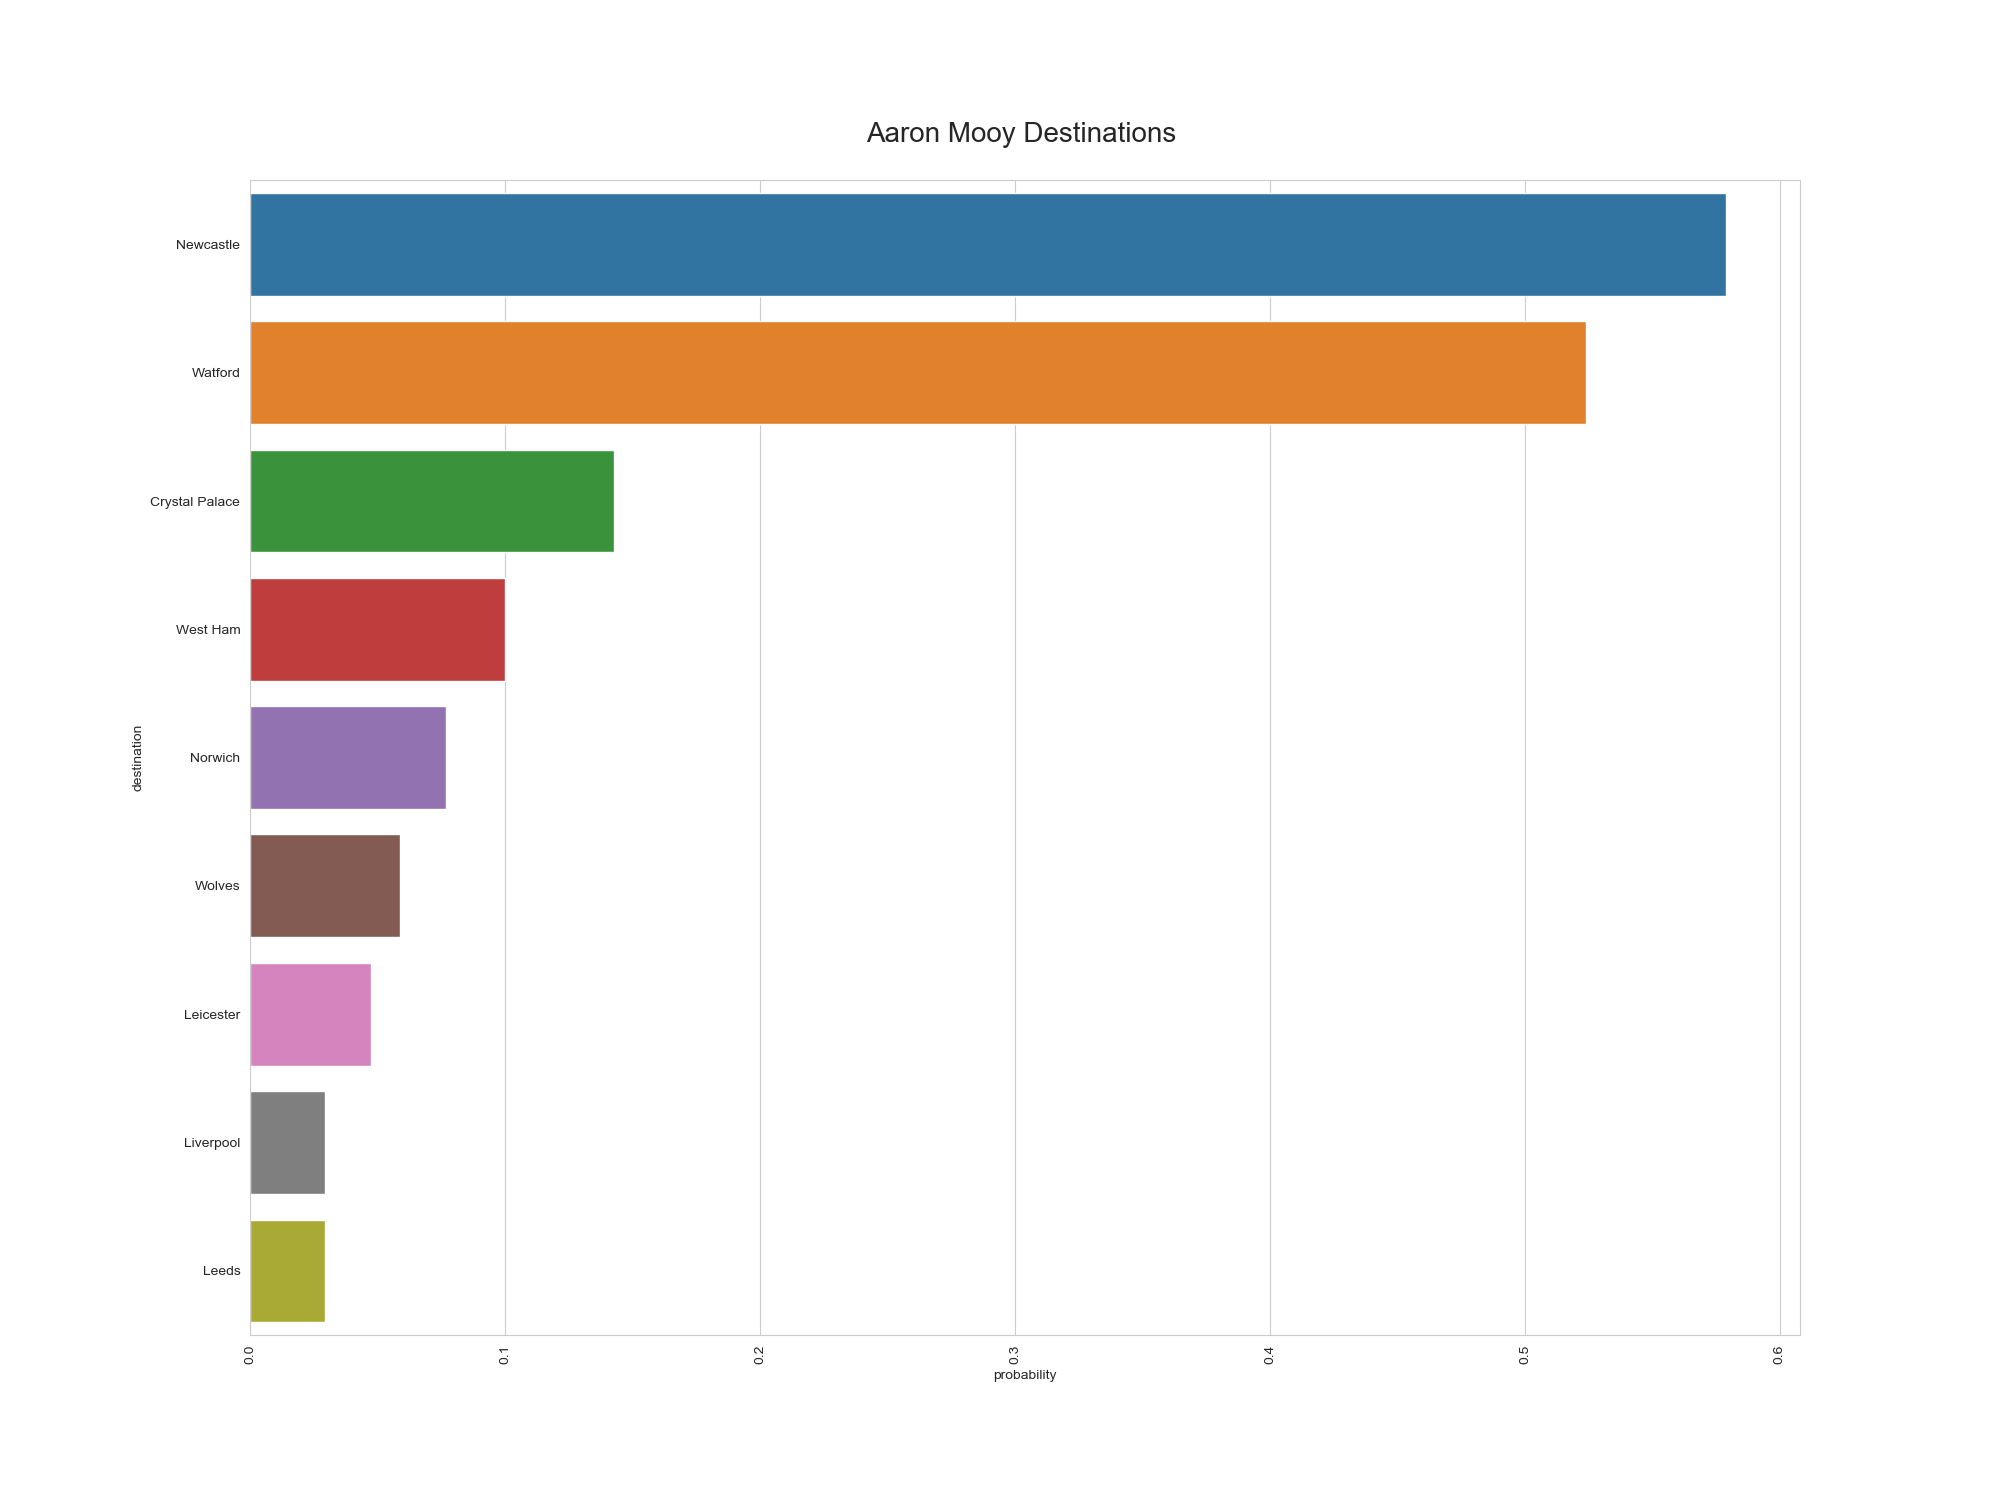 Aaron Mooy Destinations
destination
Newcastle
Watford
Crystal Palace
West Ham
Norwich
Wolves
Leicester
Liverpool
Leeds
0.0 0.1 0.2 0.3 0.4 0.5 0.6
probability